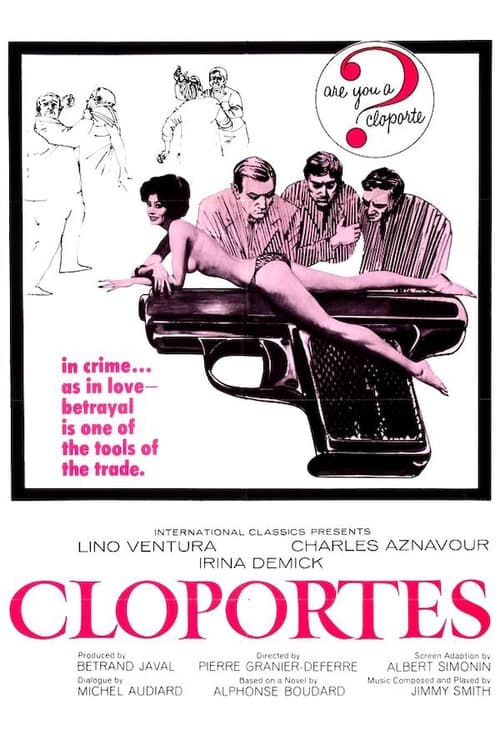 are you a
?
cloporte
in crime...
as in love—
betrayal
is one of
the tools of
the trade.
INTERNATIONAL CLASSICS PRESENTS
LINO VENTURA CHARLES AZNAVOUR
IRINA DEMICK
CLOPORTES
Produced by
BETRAND JAVAL
Directed by
PIERRE GRANIER-DEFERRE
Screen Adaption by
ALBERT SIMONIN
Dialogue by
MICHEL AUDIARD
Based on a Novel by
ALPHONSE BOUDARD
Music Composed and Played by
JIMMY SMITH